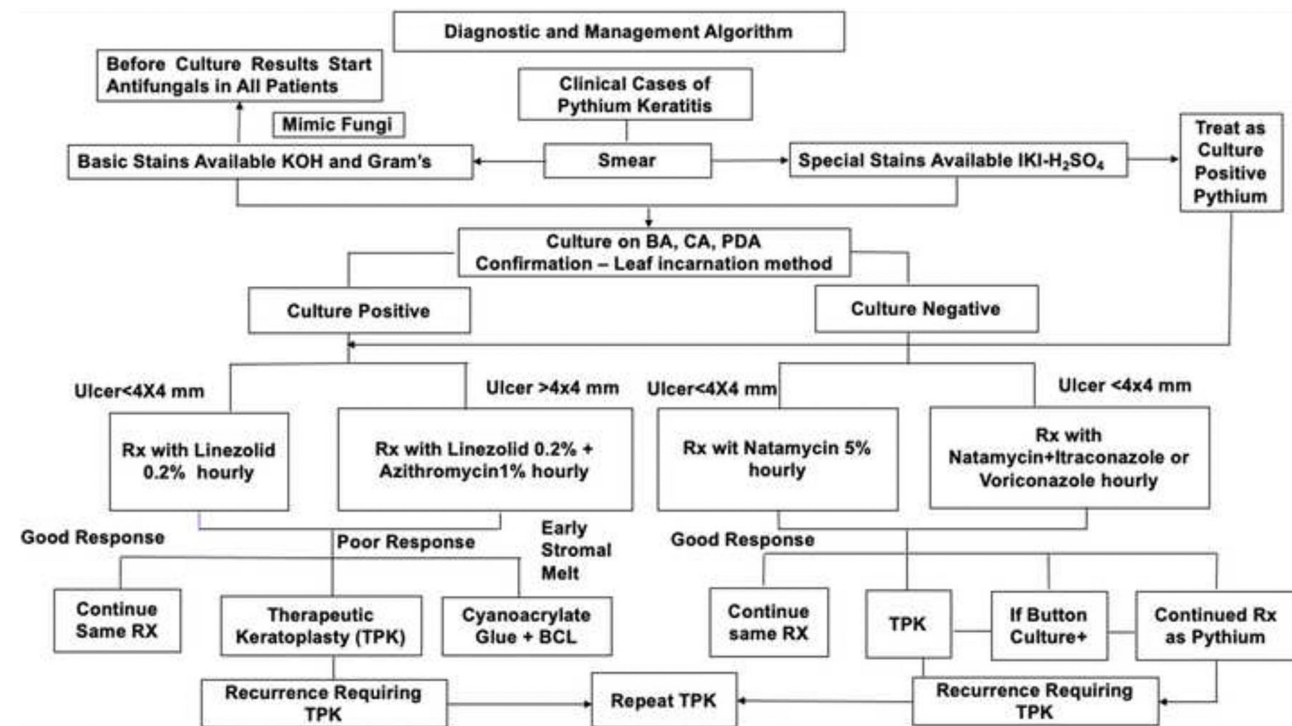 Diagnostic and Management Algorithm
Before Culture Results Start
Antifungals in All Patients
Clinical Cases of
Pythium Keratitis
Mimic Fungi
Treat as
Culture
Positive
Pythium
Basic Stains Available KOH and Gram's
Smear
Special Stains Available IKI-H₂SO₄
Culture on BA, CA, PDA
Confirmation – Leaf incarnation method
Culture Positive
Culture Negative
Ulcer<4X4 mm
Ulcer >4x4 mm
Ulcer<4X4 mm
Ulcer <4x4 mm
Rx with Linezolid
0.2% hourly
Rx with Linezolid 0.2% +
Azithromycin1% hourly
Rx wit Natamycin 5%
hourly
Rx with
Natamycin+Itraconazole or
Voriconazole hourly
Good Response
Poor Response
Early
Stromal
Melt
Good Response
Continue
Same RX
Therapeutic
Keratoplasty (TPK)
Cyanoacrylate
Glue + BCL
Continue
same RX
TPK
If Button
Culture+
Continued Rx
as Pythium
Recurrence Requiring
TPK
Repeat TPK
Recurrence Requiring
TPK